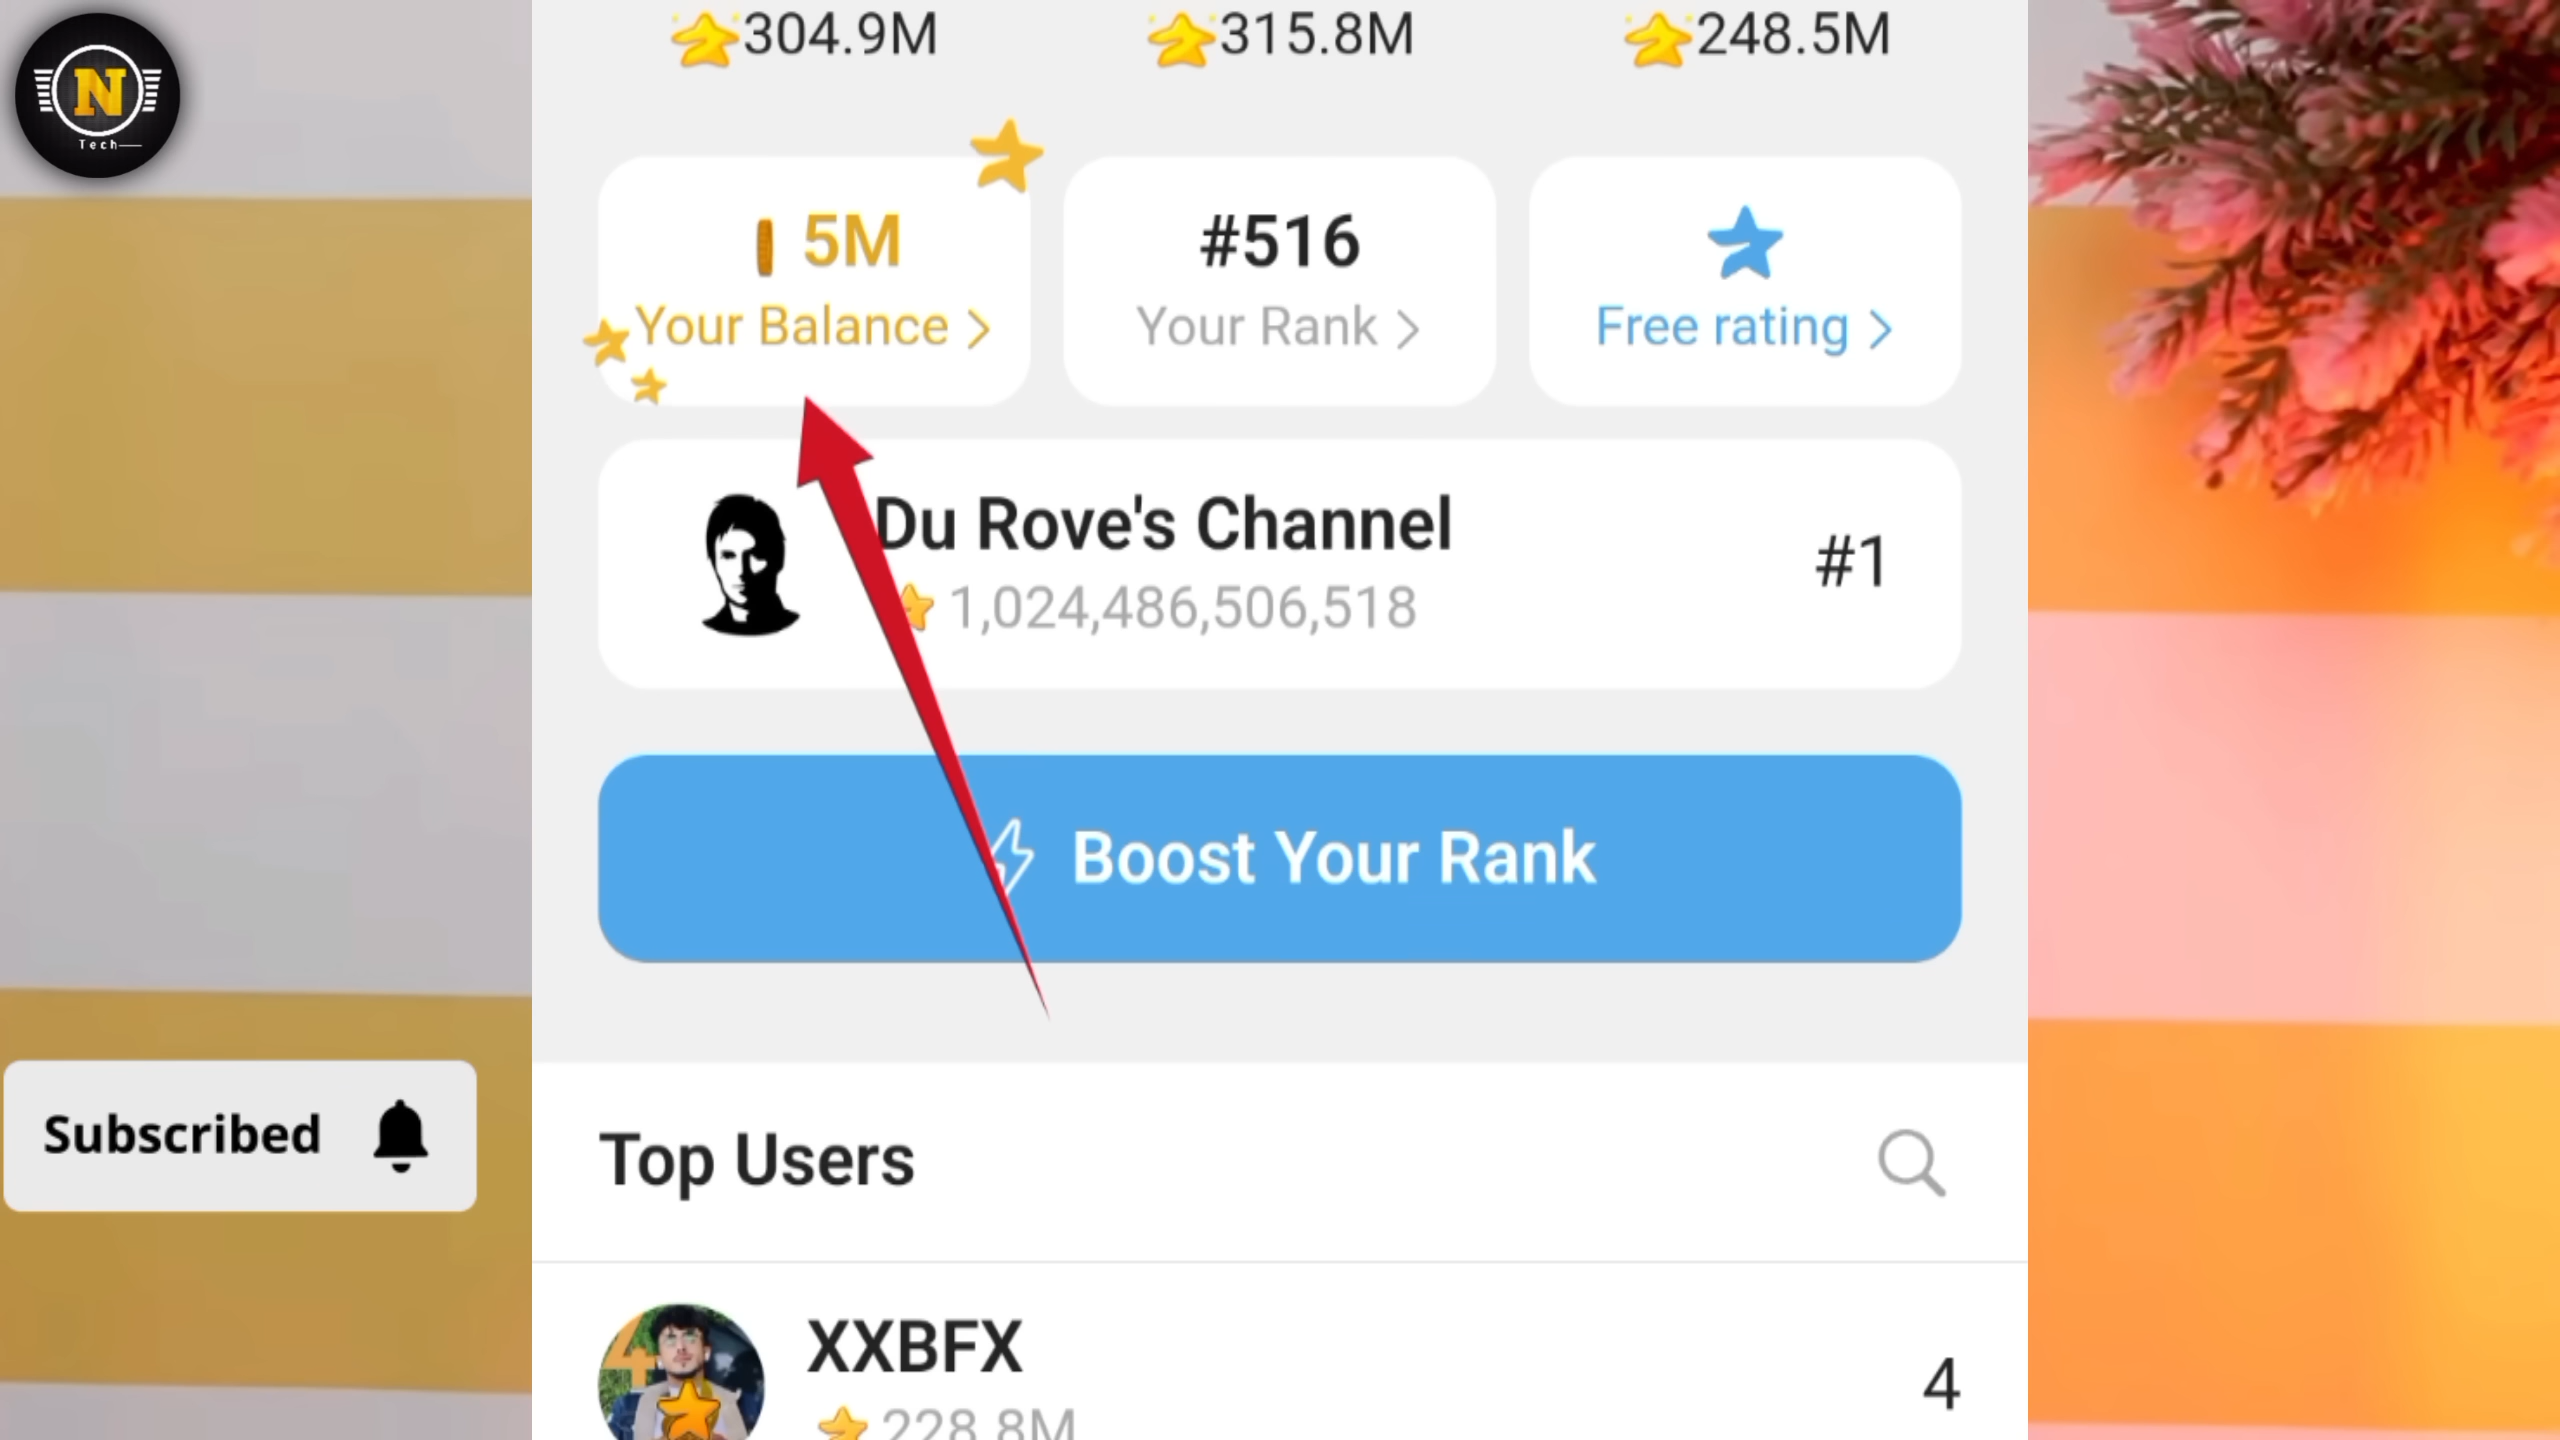 N
Tech
304.9M
315.8M
248.5M
5M
Your Balance >
#516
Your Rank >
Free rating >
Du Rove's Channel
1,024,486,506,518
#1
Boost Your Rank
Subscribed
Top Users
XXBFX
228.8M
4